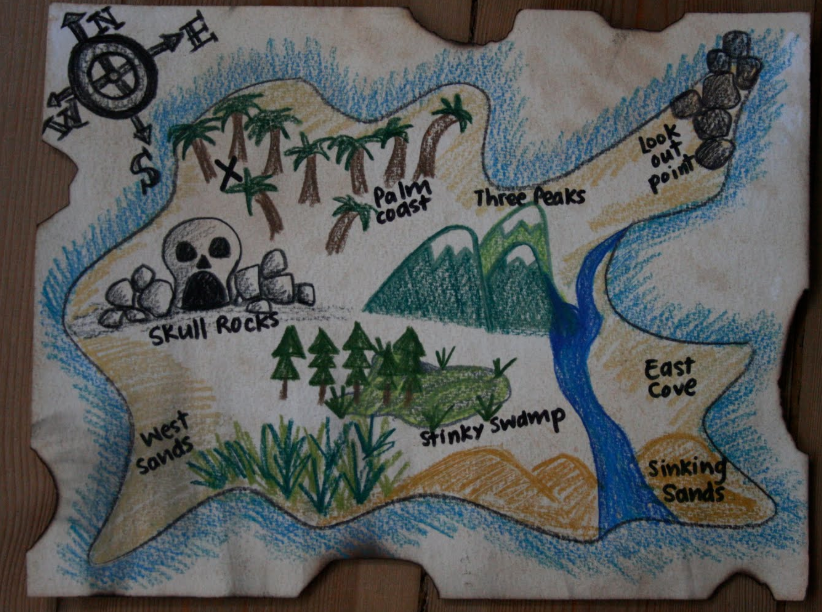 N
E
W
S
X
Palm
coast
Three Peaks
Look
out
point
Skull Rocks
East
Cove
West
Sands
Stinky Swamp
Sinking
Sands